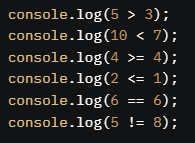 console.log(5 > 3);
console.log(10 < 7);
console.log(4 >= 4);
console.log(2 <= 1);
console.log(6 == 6);
console.log(5 != 8);